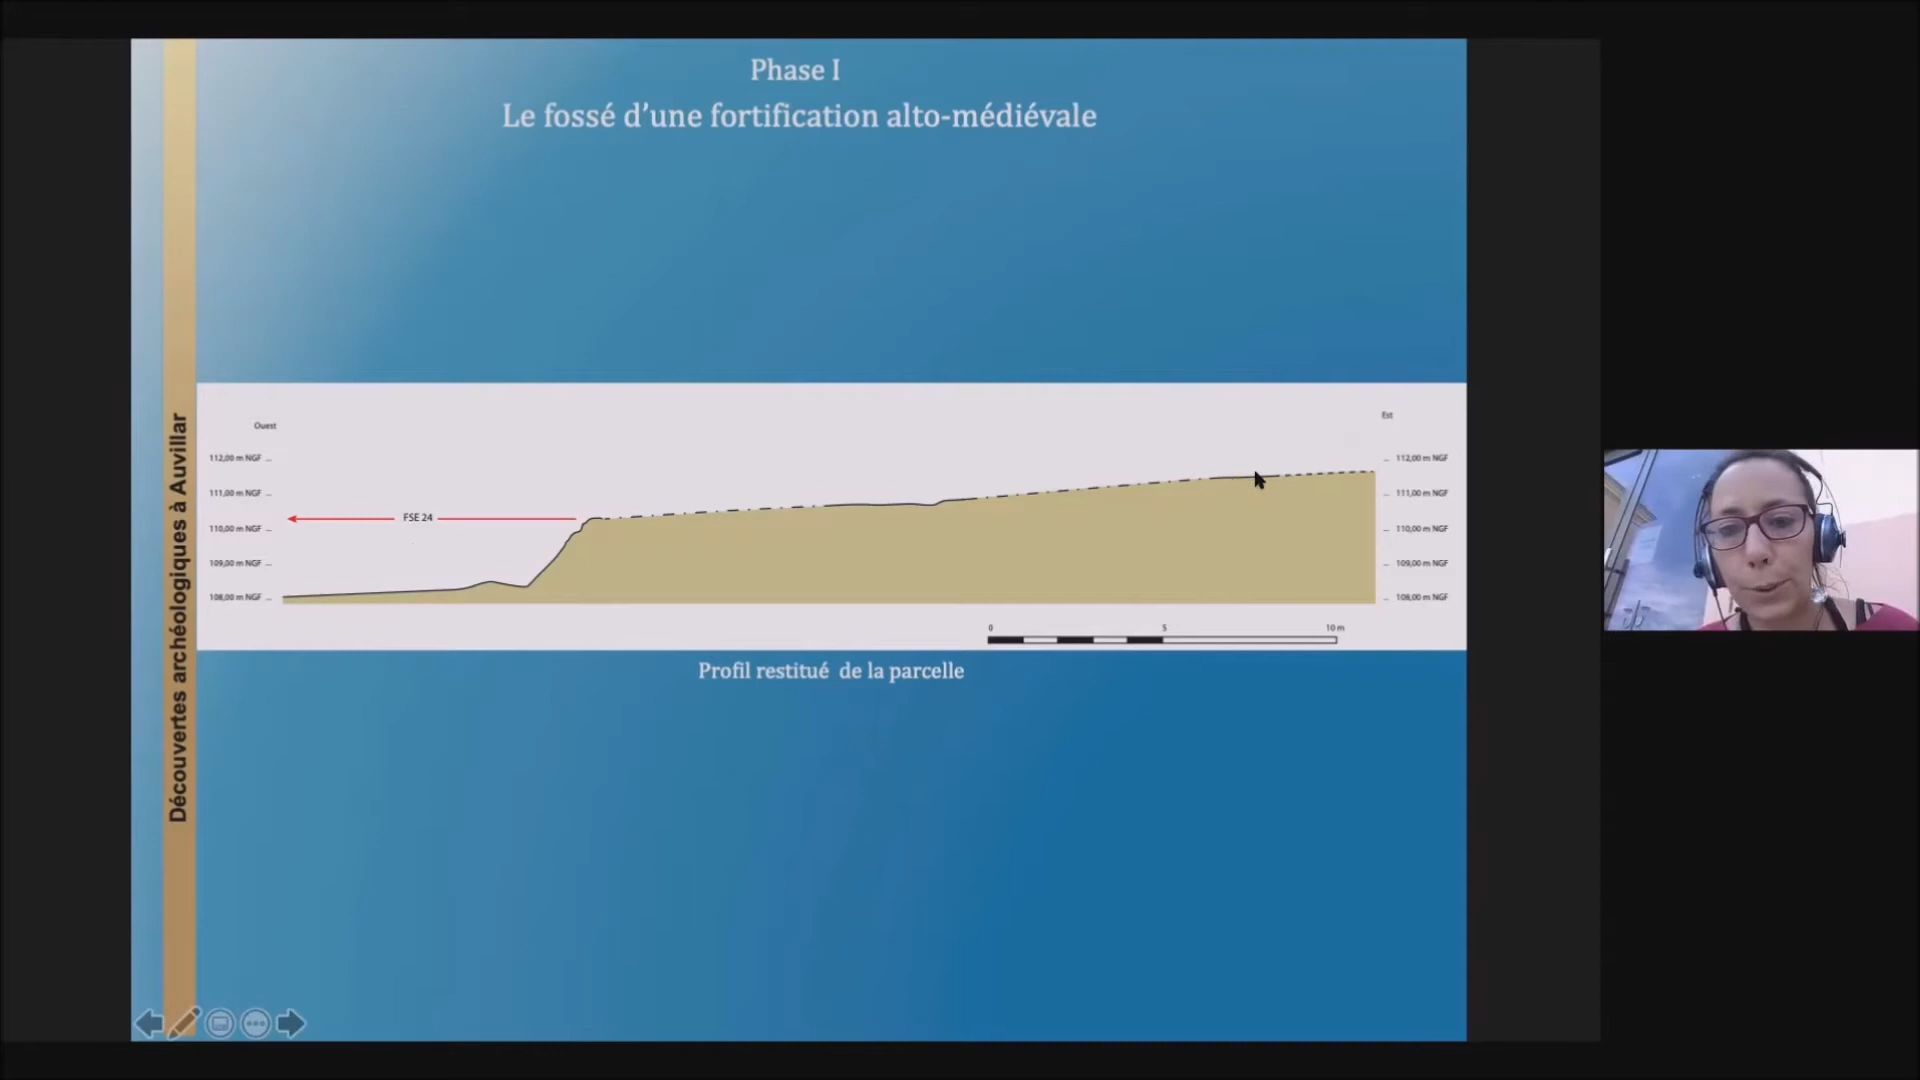 Phase I
Le fossé d’une fortification alto-médiévale
Découvertes archéologiques à Auvillar
Ouest
Est
112,00 m NGF
112,00 m NGF
111,00 m NGF
111,00 m NGF
FSE 24
110,00 m NGF
110,00 m NGF
109,00 m NGF
109,00 m NGF
108,00 m NGF
108,00 m NGF
0
5
10 m
Profil restitué de la parcelle